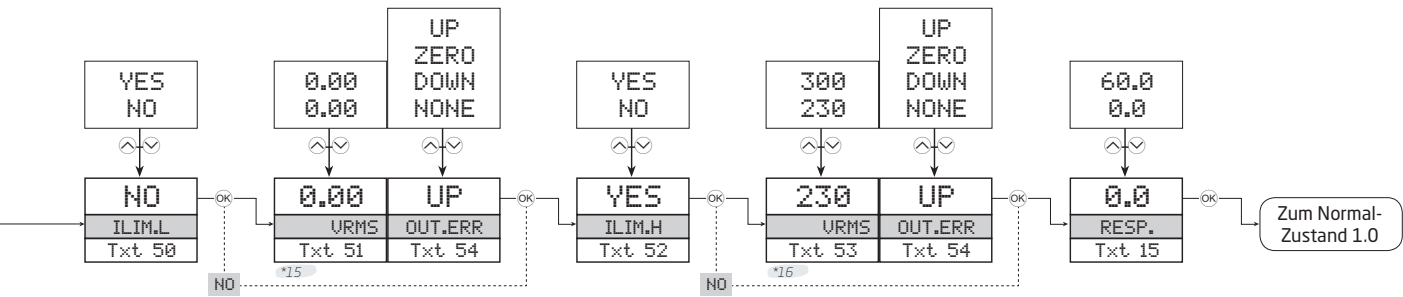 YES
NO
NO
ILIM.L
Txt 50
OK
NO
0.00
0.00
0.00
VRMS
Txt 51
*15
UP
ZERO
DOWN
NONE
UP
OUT.ERR
Txt 54
OK
YES
NO
YES
ILIM.H
Txt 52
OK
NO
300
230
230
VRMS
Txt 53
*16
UP
ZERO
DOWN
NONE
UP
OUT.ERR
Txt 54
OK
60.0
0.0
0.0
RESP.
Txt 15
OK
Zum Normal-
Zustand 1.0